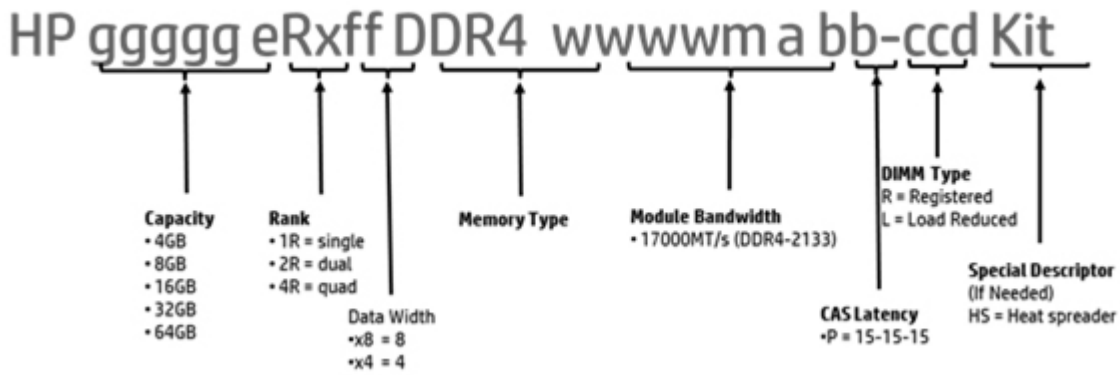 HP ggggg eRxff DDR4 wwwwm a bb-ccd Kit
Capacity
• 4GB
• 8GB
• 16GB
• 32GB
• 64GB
Rank
• 1R = single
• 2R = dual
• 4R = quad
Data Width
•x8 = 8
•x4 = 4
Memory Type
Module Bandwidth
• 17000MT/s (DDR4-2133)
CAS Latency
•P = 15-15-15
DIMM Type
R = Registered
L = Load Reduced
Special Descriptor
(If Needed)
HS = Heat spreader